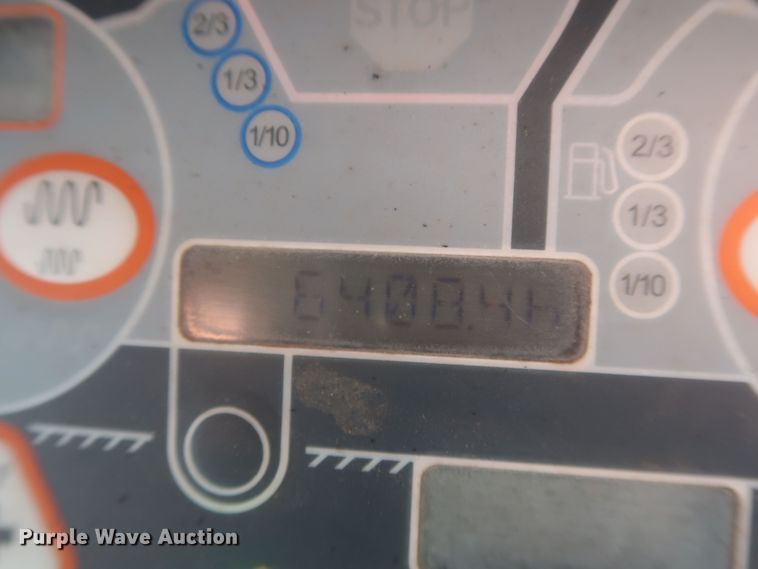 STOP
2/3
1/3
1/10
2/3
1/3
1/10
6408.4h
Purple Wave Auction